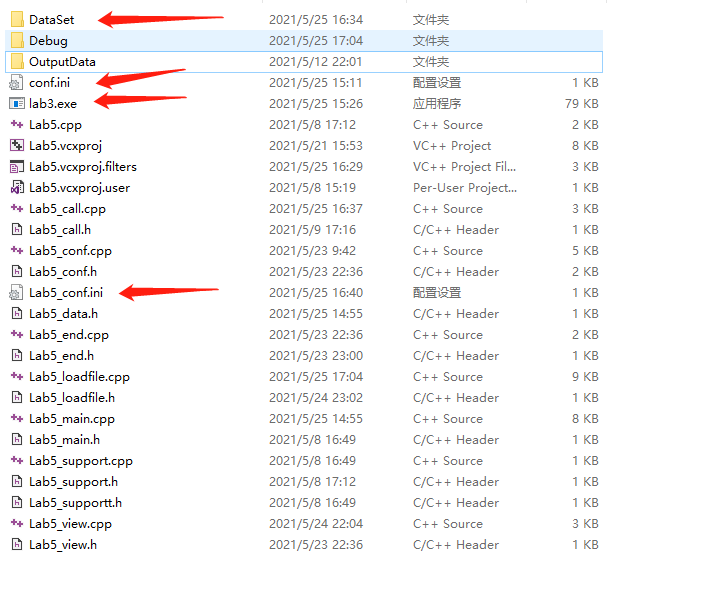 DataSet 2021/5/25 16:34 文件夹
Debug 2021/5/25 17:04 文件夹
OutputData 2021/5/12 22:01 文件夹
conf.ini 2021/5/25 15:11 配置设置 1 KB
lab3.exe 2021/5/25 15:26 应用程序 79 KB
Lab5.cpp 2021/5/8 17:12 C++ Source 2 KB
Lab5.vcxproj 2021/5/21 15:53 VC++ Project 8 KB
Lab5.vcxproj.filters 2021/5/25 16:29 VC++ Project Fil... 3 KB
Lab5.vcxproj.user 2021/5/8 15:19 Per-User Project... 1 KB
Lab5_call.cpp 2021/5/25 16:37 C++ Source 3 KB
Lab5_call.h 2021/5/9 17:16 C/C++ Header 1 KB
Lab5_conf.cpp 2021/5/23 9:42 C++ Source 5 KB
Lab5_conf.h 2021/5/23 22:36 C/C++ Header 2 KB
Lab5_conf.ini 2021/5/25 16:40 配置设置 1 KB
Lab5_data.h 2021/5/25 14:55 C/C++ Header 1 KB
Lab5_end.cpp 2021/5/23 22:36 C++ Source 2 KB
Lab5_end.h 2021/5/23 23:00 C/C++ Header 1 KB
Lab5_loadfile.cpp 2021/5/25 17:04 C++ Source 9 KB
Lab5_loadfile.h 2021/5/24 23:02 C/C++ Header 1 KB
Lab5_main.cpp 2021/5/25 14:55 C++ Source 8 KB
Lab5_main.h 2021/5/8 16:49 C/C++ Header 1 KB
Lab5_support.cpp 2021/5/8 16:49 C++ Source 1 KB
Lab5_support.h 2021/5/8 17:12 C/C++ Header 1 KB
Lab5_supportt.h 2021/5/8 16:49 C/C++ Header 1 KB
Lab5_view.cpp 2021/5/24 22:04 C++ Source 3 KB
Lab5_view.h 2021/5/23 22:36 C/C++ Header 1 KB